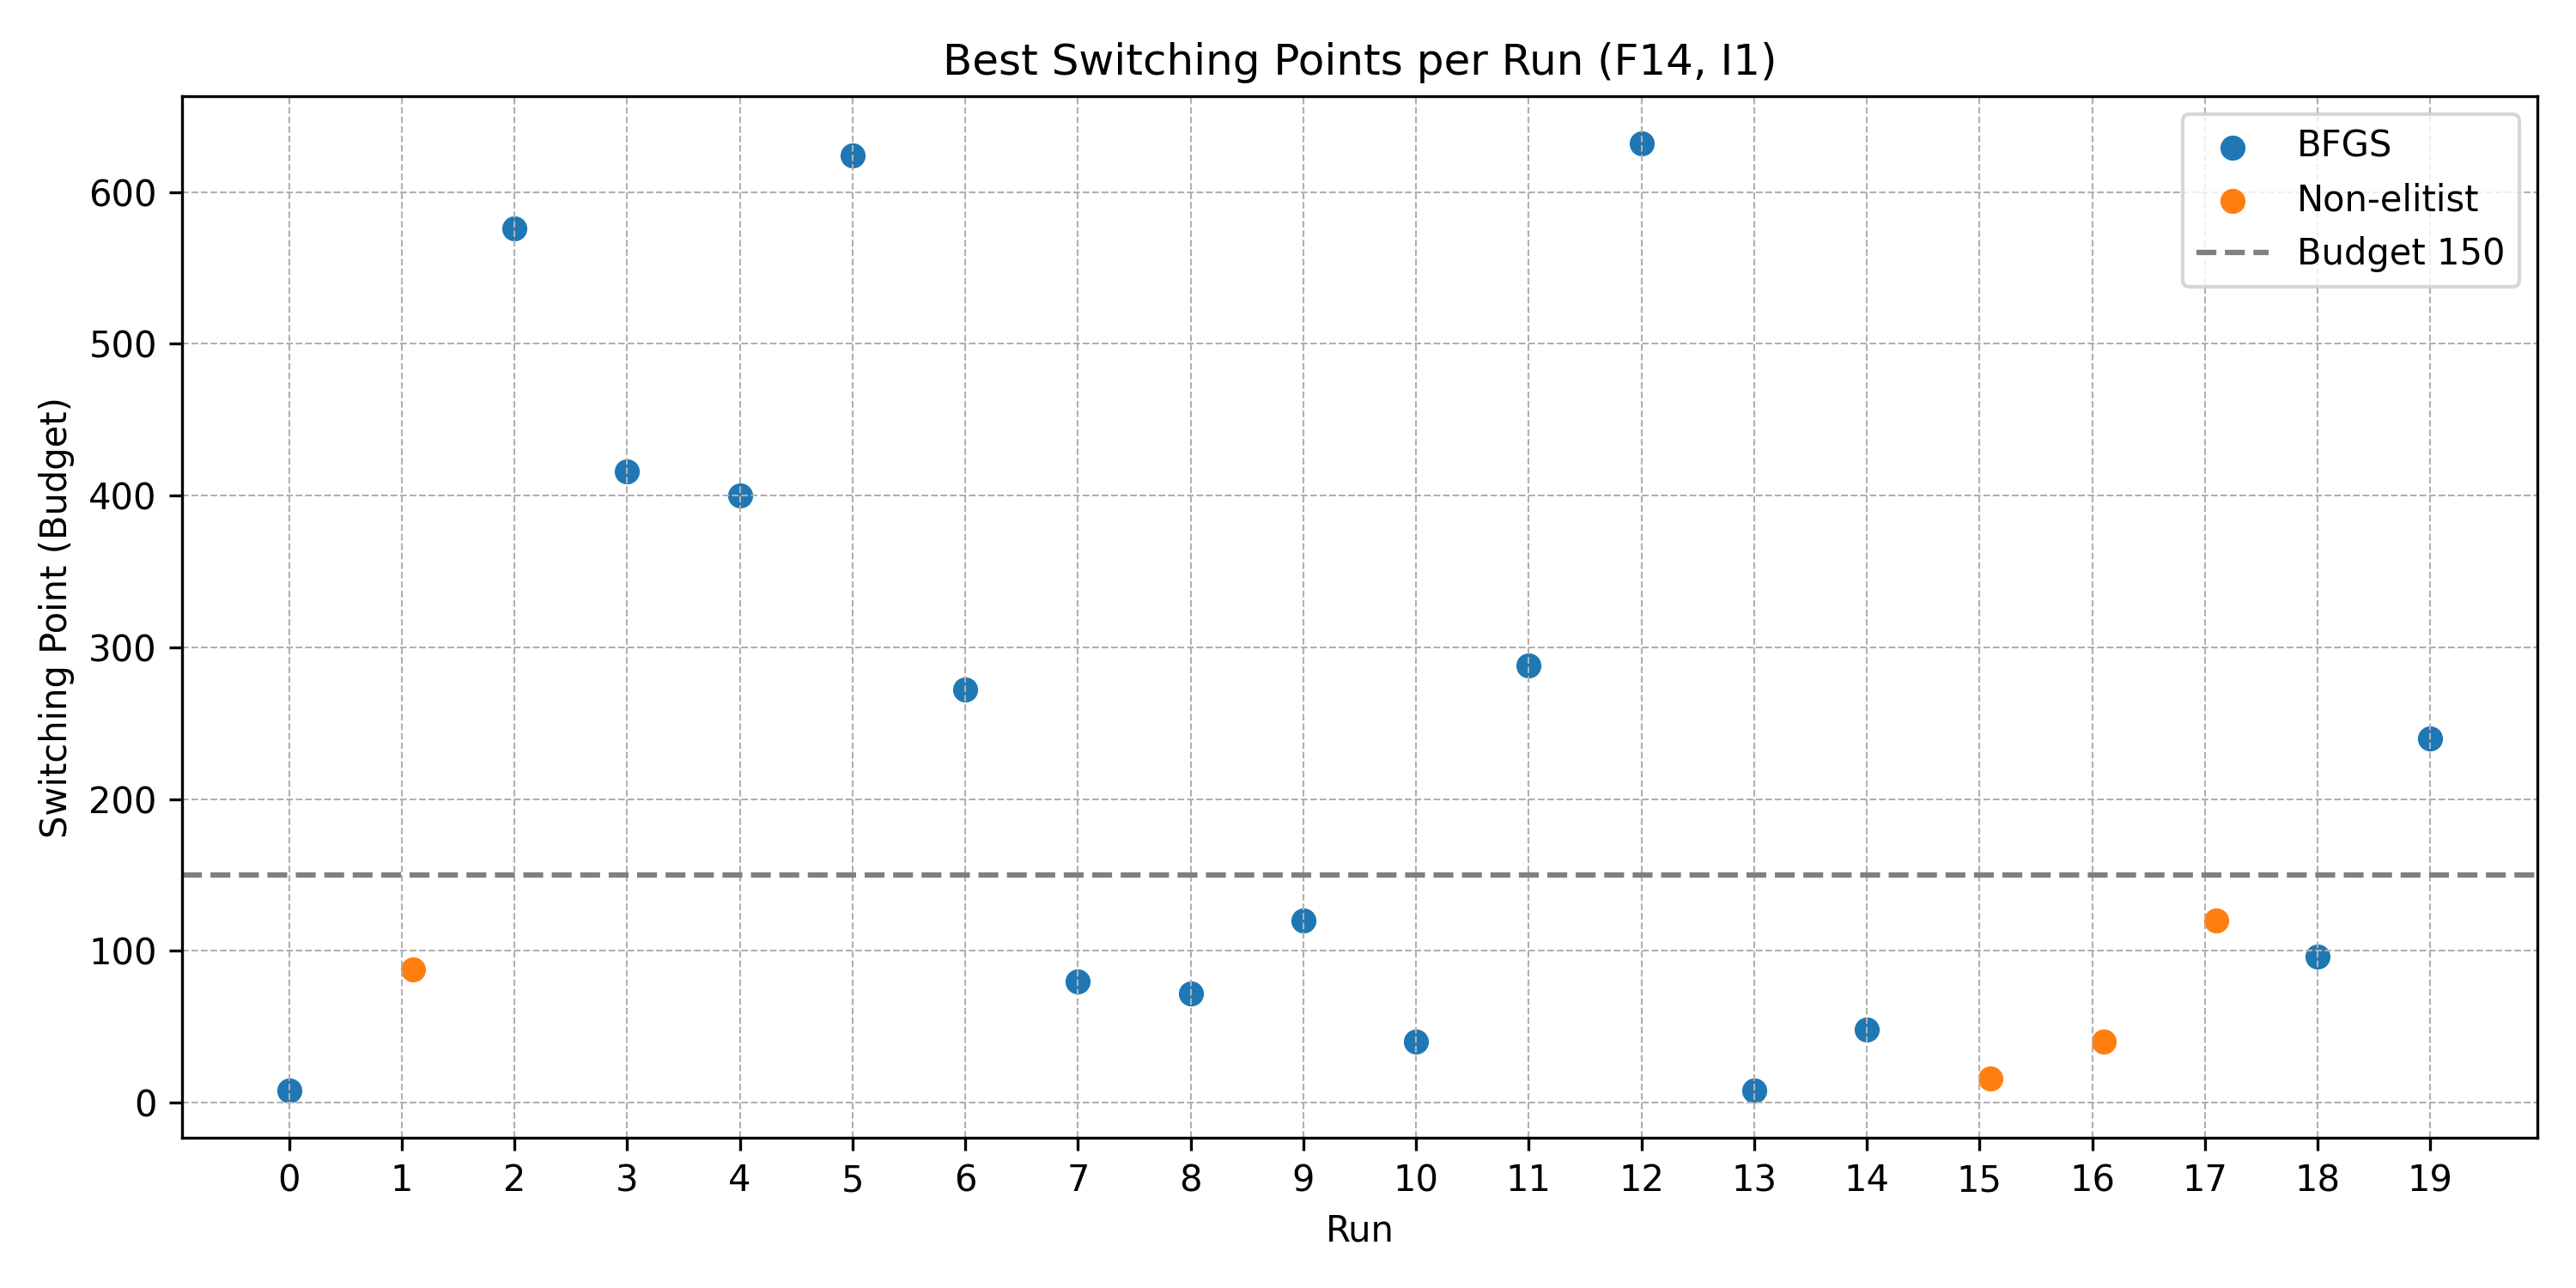 Best Switching Points per Run (F14, I1)
BFGS
Non-elitist
Budget 150
Switching Point (Budget)
600
500
400
300
200
100
0
0 1 2 3 4 5 6 7 8 9 10 11 12 13 14 15 16 17 18 19
Run